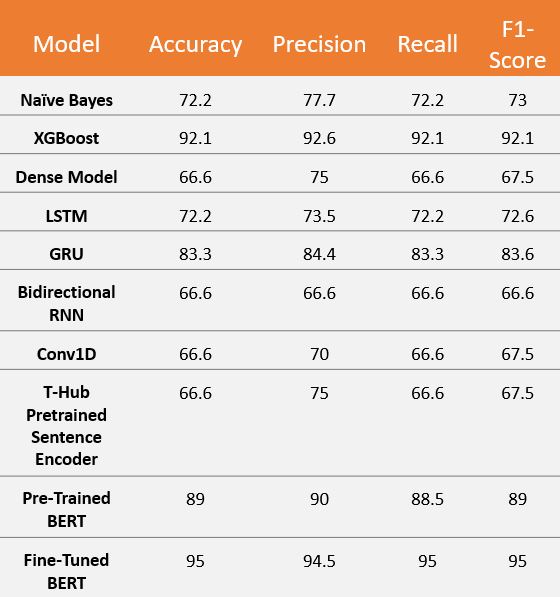 Model Accuracy Precision Recall F1-
Score
Naïve Bayes 72.2 77.7 72.2 73
XGBoost 92.1 92.6 92.1 92.1
Dense Model 66.6 75 66.6 67.5
LSTM 72.2 73.5 72.2 72.6
GRU 83.3 84.4 83.3 83.6
Bidirectional 66.6 66.6 66.6 66.6
RNN
Conv1D 66.6 70 66.6 67.5
T-Hub 66.6 75 66.6 67.5
Pretrained
Sentence
Encoder
Pre-Trained 89 90 88.5 89
BERT
Fine-Tuned 95 94.5 95 95
BERT